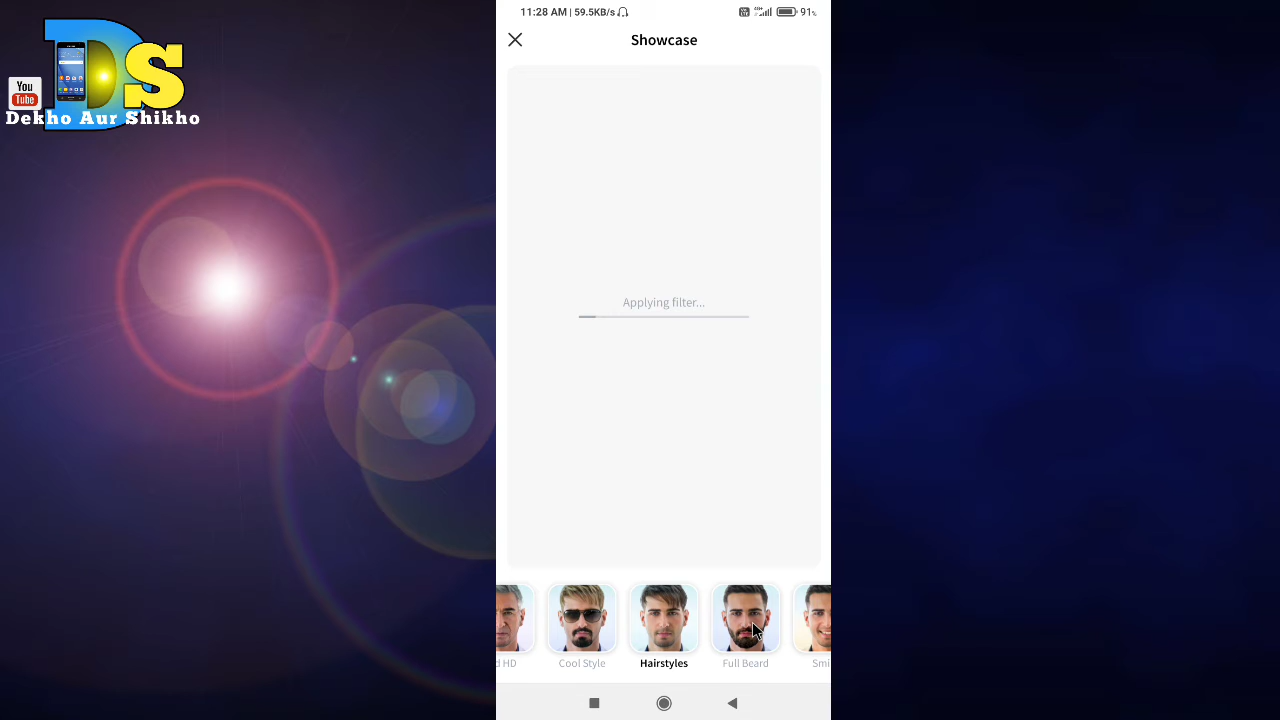 11:28 AM | 59.5KB/s
91%
Showcase
DS
You
Tube
Dekho Aur Shikho
Applying filter...
d HD
Cool Style
Hairstyles
Full Beard
Smi